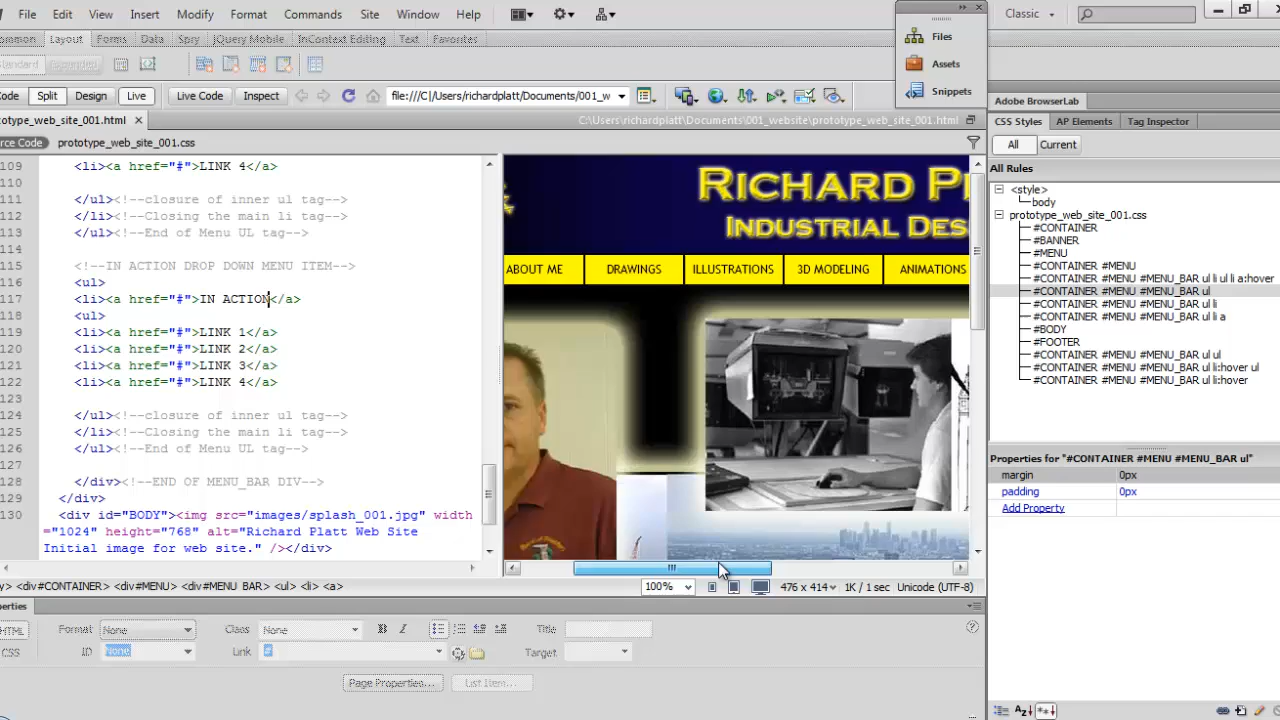 File Edit View Insert Modify Format Commands Site Window Help Classic
Common Layout Forms Data Spry InContext Editing Text Favorites
Files
Assets
Snippets
Standard Expanded
Code Split Design Live Live Code Inspect file:///C|/Users/richardplatt/Documents/001_w
Adobe BrowserLab
prototype_web_site_001.html C:\Users\richardplatt\Documents\001_website\prototype_web_site_001.html
CSS Styles AP Elements Tag Inspector
Source Code prototype_web_site_001.css
All Current
109 <li><a href="#">LINK 4</a>
110
111 </ul><!--closure of inner ul tag-->
112 </li><!--Closing the main li tag-->
113 </ul><!--End of Menu UL tag-->
114
115 <!--IN ACTION DROP DOWN MENU ITEM-->
116 <ul>
117 <li><a href="#">IN ACTION</a>
118 <ul>
119 <li><a href="#">LINK 1</a>
120 <li><a href="#">LINK 2</a>
121 <li><a href="#">LINK 3</a>
122 <li><a href="#">LINK 4</a>
123
124 </ul><!--closure of inner ul tag-->
125 </li><!--Closing the main li tag-->
126 </ul><!--End of Menu UL tag-->
127
128 </div><!--END OF MENU_BAR DIV-->
129 </div>
130 <div id="BODY"><img src="images/splash_001.jpg" width
="1024" height="768" alt="Richard Platt Web Site
Initial image for web site." /></div>
RICHARD P
INDUSTRIAL DES
ABOUT ME DRAWINGS ILLUSTRATIONS 3D MODELING ANIMATIONS
All Rules
<style>
body
prototype_web_site_001.css
#CONTAINER
#BANNER
#MENU
#CONTAINER #MENU
#CONTAINER #MENU #MENU_BAR ul li ul li a:hover
#CONTAINER #MENU #MENU_BAR ul
#CONTAINER #MENU #MENU_BAR ul li
#CONTAINER #MENU #MENU_BAR ul li a
#BODY
#FOOTER
#CONTAINER #MENU #MENU_BAR ul ul
#CONTAINER #MENU #MENU_BAR ul li:hover ul
#CONTAINER #MENU #MENU_BAR ul li:hover
Properties for "#CONTAINER #MENU #MENU_BAR ul"
margin 0px
padding 0px
Add Property
y> <div#CONTAINER> <div#MENU> <div#MENU BAR> <ul> <li> <a> 100% 476 x 414 1K / 1 sec Unicode (UTF-8)
Properties
HTML Format None Class None B I Title
CSS ID None Link # Target
Page Properties... List Item...